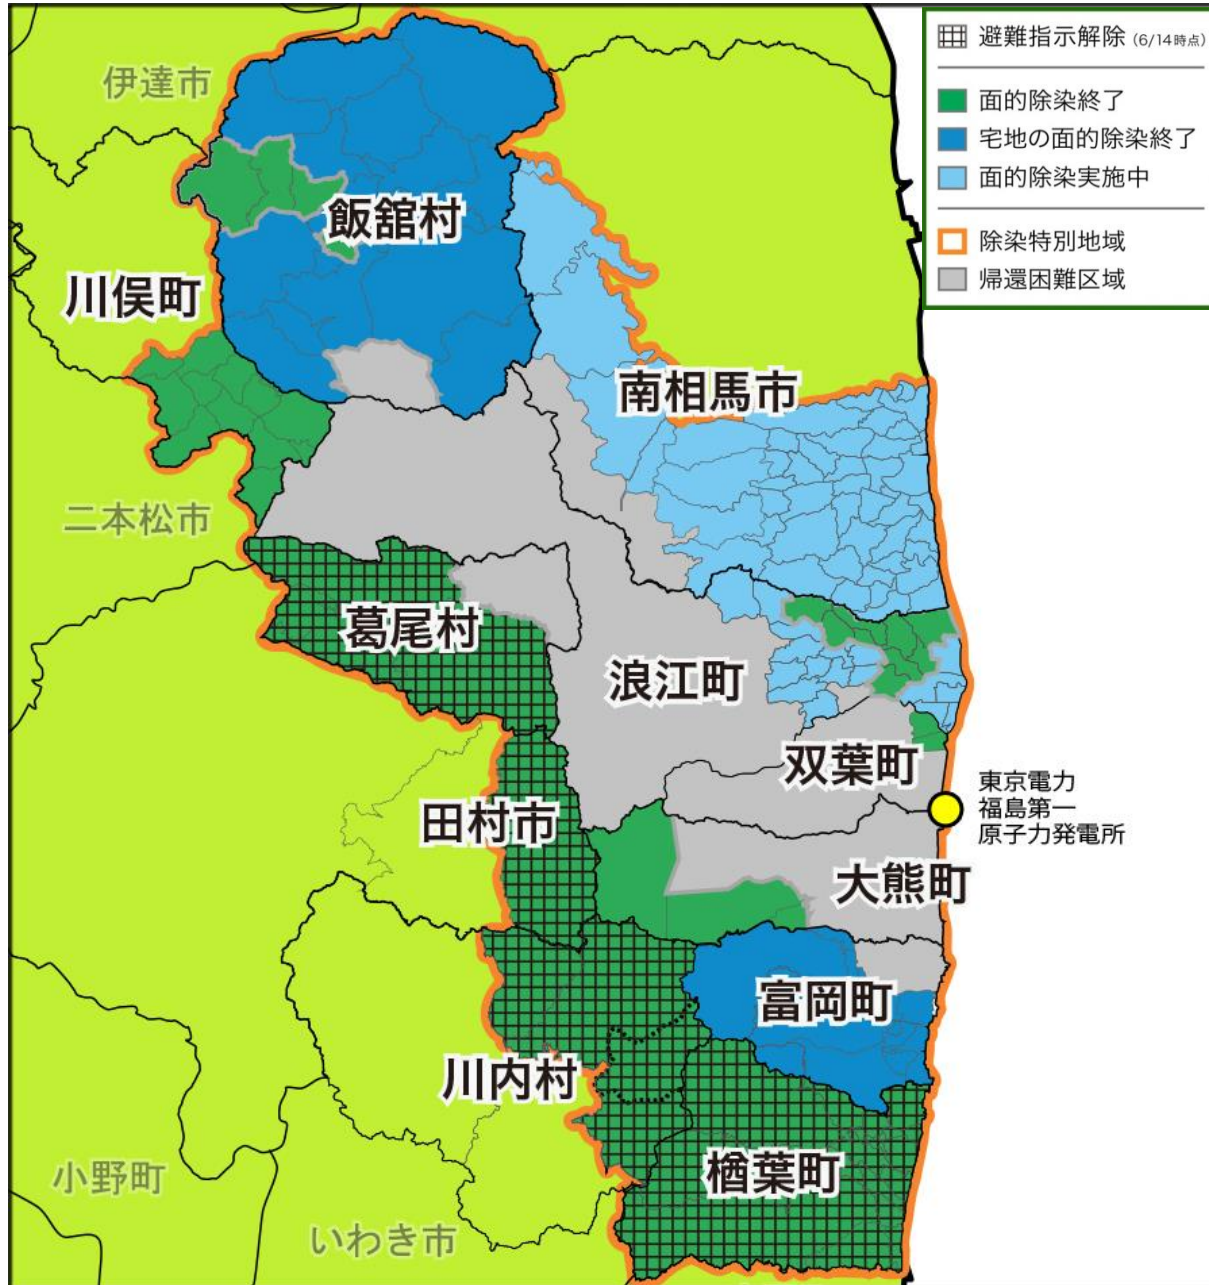 避難指示解除 (6/14時点)
面的除染終了
宅地の面的除染終了
面的除染実施中
除染特別地域
帰還困難区域
伊達市
飯舘村
川俣町
南相馬市
二本松市
葛尾村
浪江町
双葉町
東京電力
福島第一
原子力発電所
田村市
大熊町
富岡町
川内村
楢葉町
小野町
いわき市